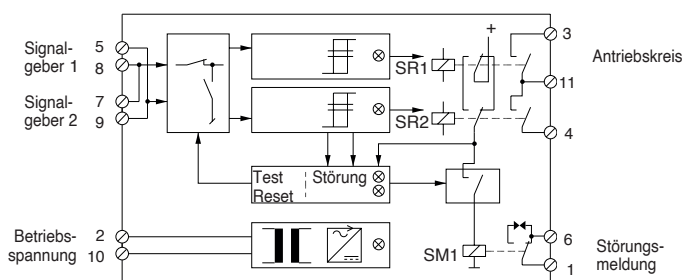 Signal-
geber 1
5
8
Signal-
geber 2
7
9
SR1
+
3
Antriebskreis
11
SR2
4
Test
Reset
Störung
Betriebs-
spannung
2
10
SM1
6
1
Störungs-
meldung